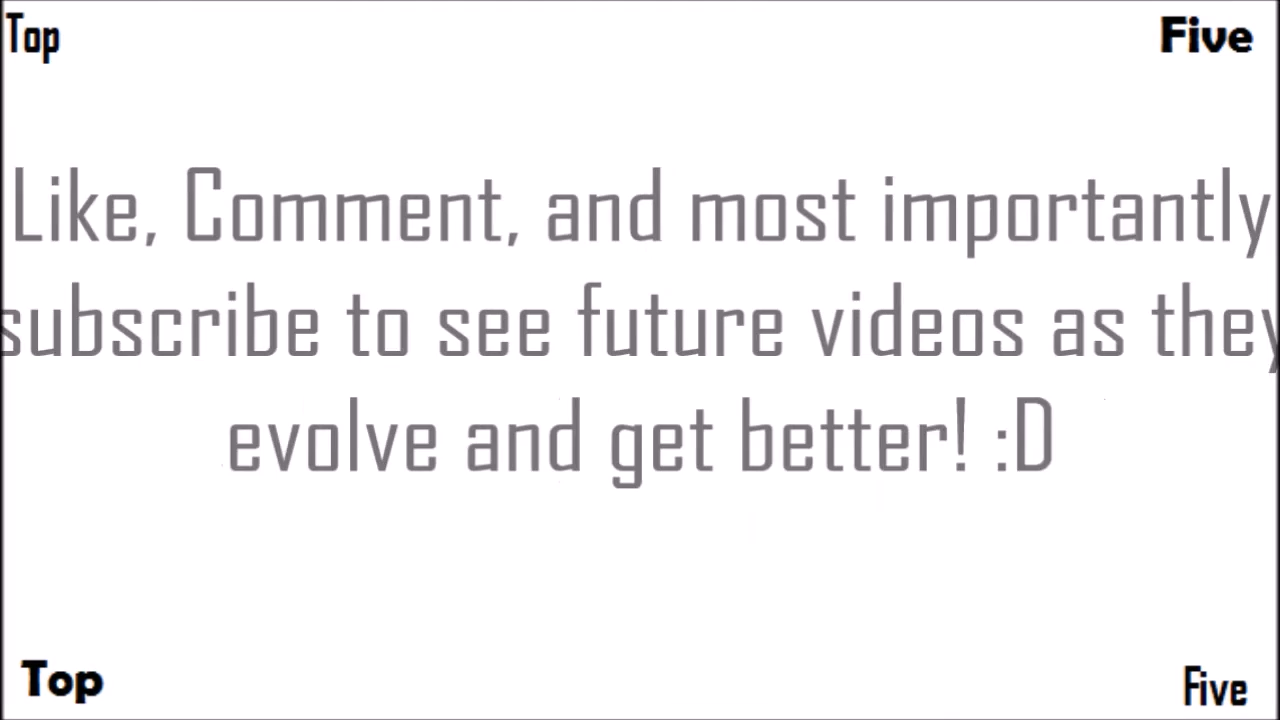 Top
Five
Like, Comment, and most importantly
subscribe to see future videos as they
evolve and get better! :D
Top
Five